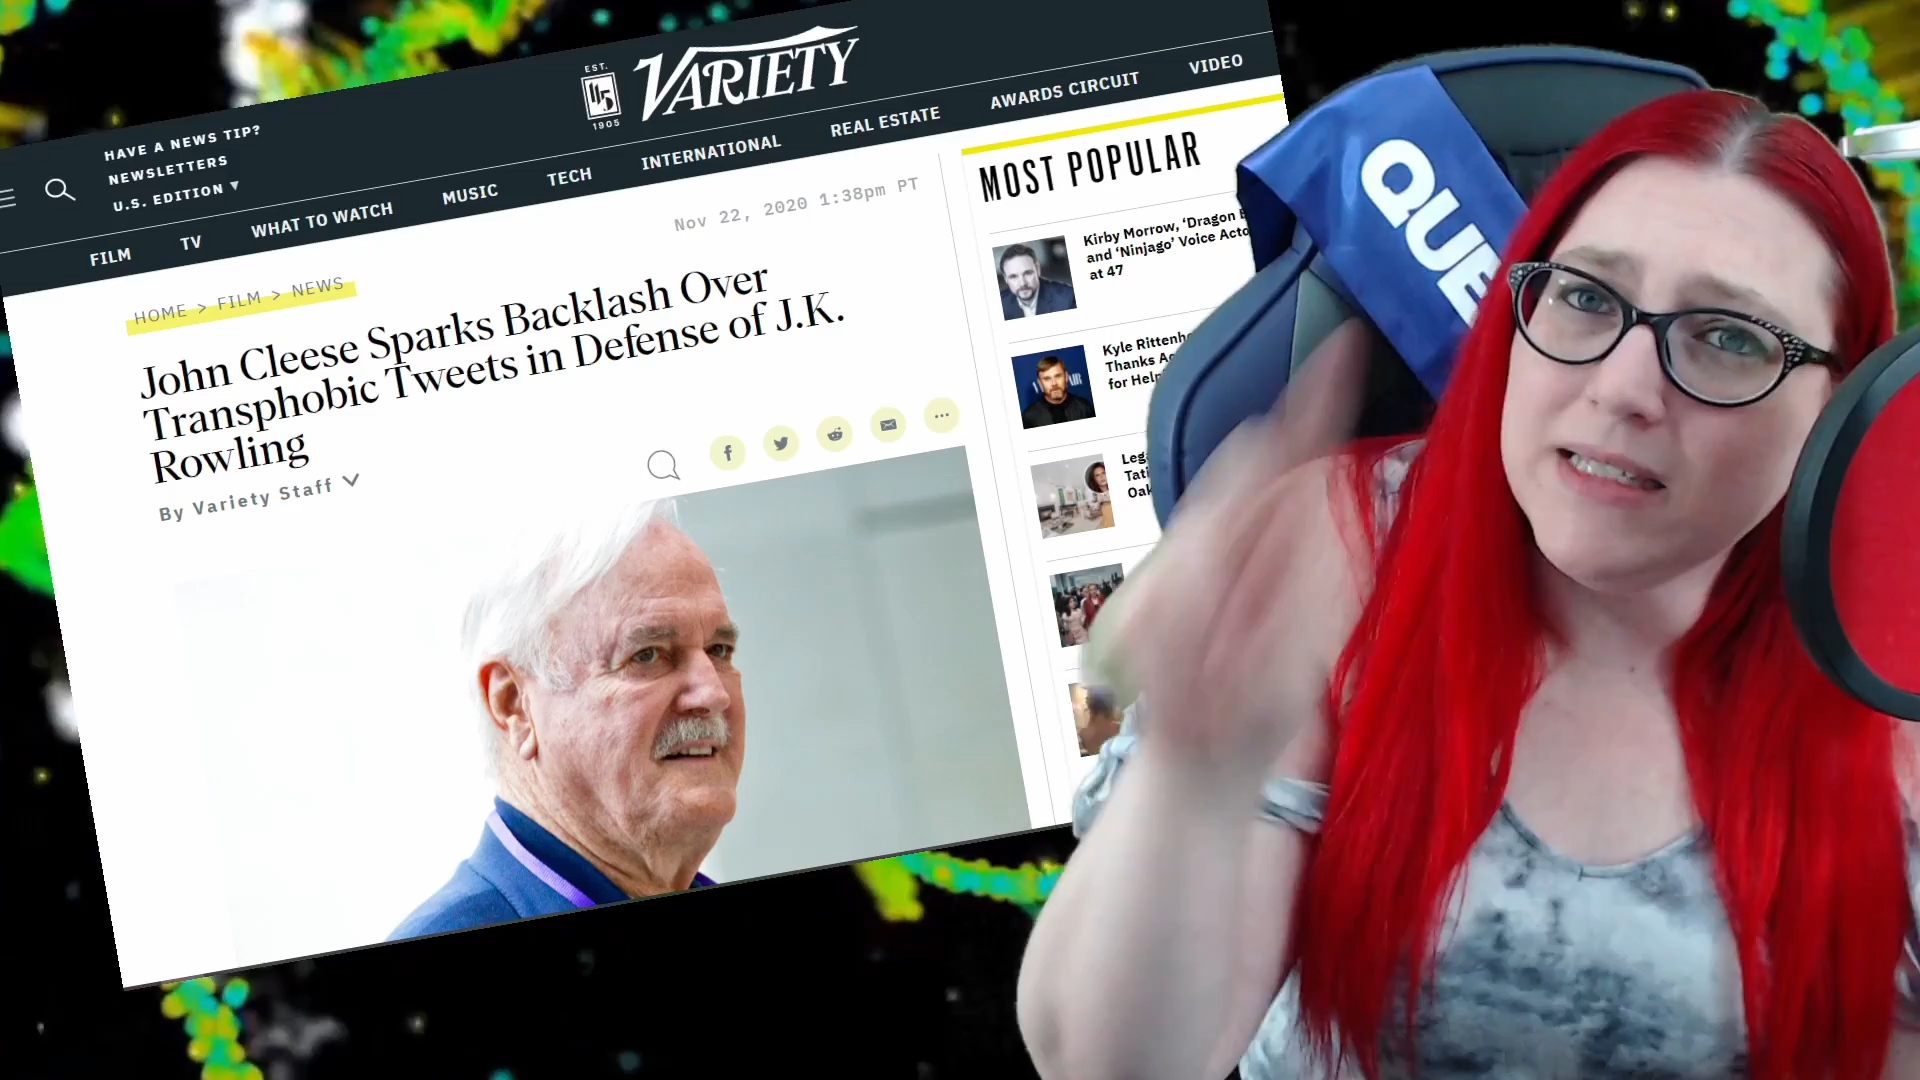 EST.
1905
VARIETY
HAVE A NEWS TIP?
NEWSLETTERS
U.S. EDITION
FILM TV WHAT TO WATCH MUSIC TECH INTERNATIONAL REAL ESTATE AWARDS CIRCUIT VIDEO
Nov 22, 2020 1:38pm PT
HOME > FILM > NEWS
John Cleese Sparks Backlash Over
Transphobic Tweets in Defense of J.K.
Rowling
By Variety Staff
MOST POPULAR
Kirby Morrow, ‘Dragon
and ‘Ninjago’ Voice
at 47
Kyle
Thanks
for
QUE